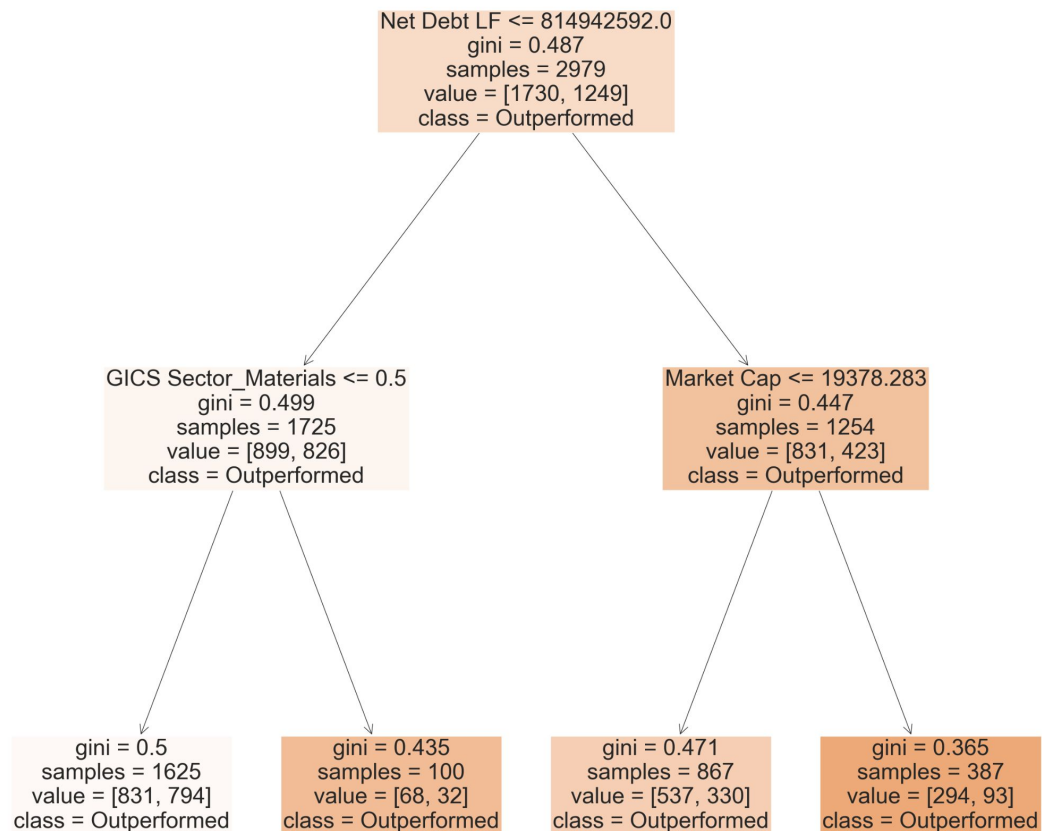 Net Debt LF <= 814942592.0
gini = 0.487
samples = 2979
value = [1730, 1249]
class = Outperformed
GICS Sector_Materials <= 0.5
gini = 0.499
samples = 1725
value = [899, 826]
class = Outperformed
Market Cap <= 19378.283
gini = 0.447
samples = 1254
value = [831, 423]
class = Outperformed
gini = 0.5
samples = 1625
value = [831, 794]
class = Outperformed
gini = 0.435
samples = 100
value = [68, 32]
class = Outperformed
gini = 0.471
samples = 867
value = [537, 330]
class = Outperformed
gini = 0.365
samples = 387
value = [294, 93]
class = Outperformed